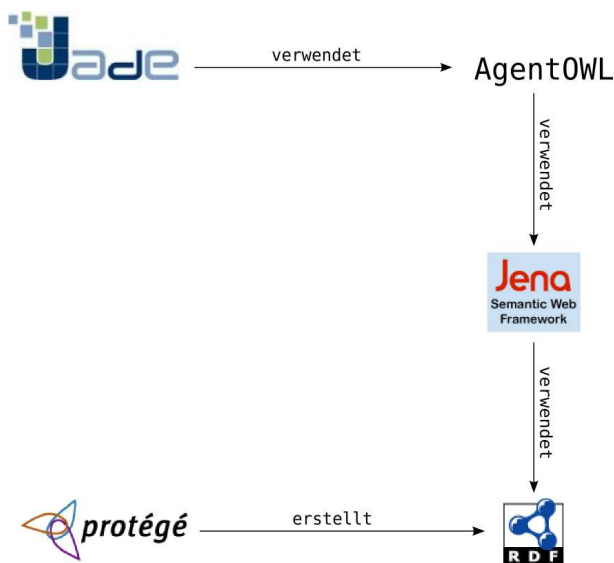 Jade
verwendet
AgentOWL
verwendet
Jena
Semantic Web
Framework
verwendet
protégé
erstellt
RDF